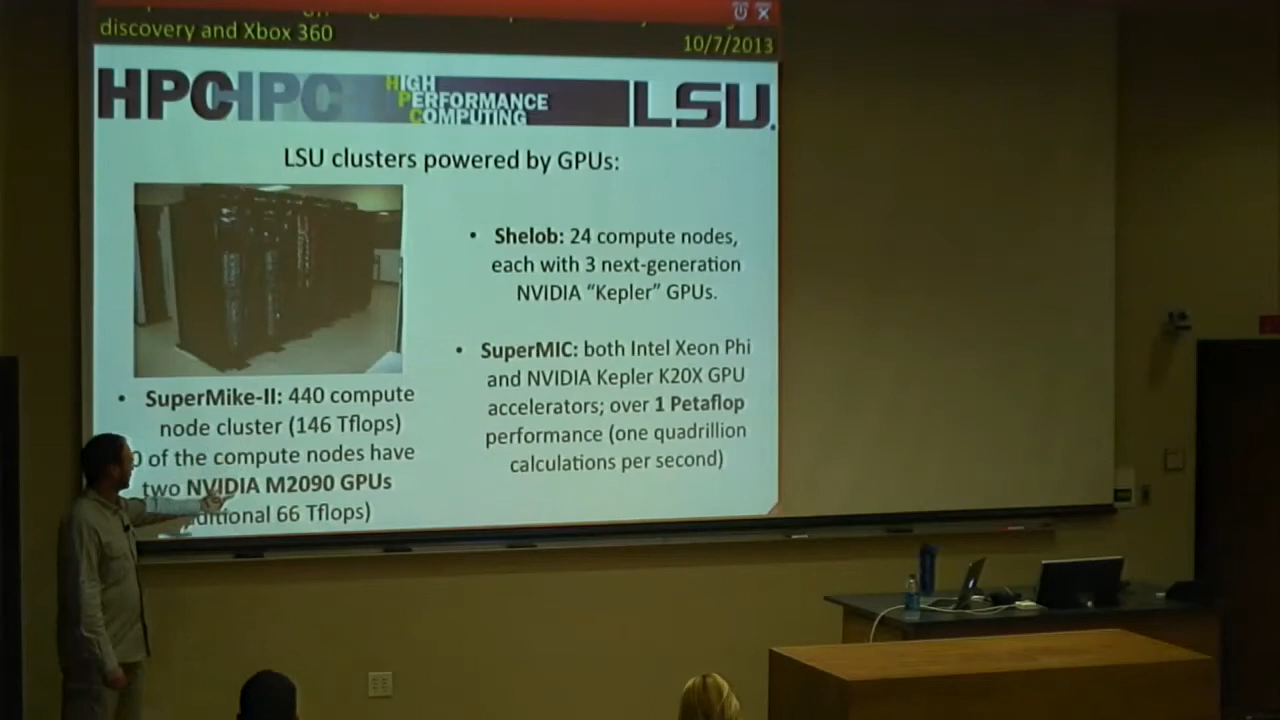 discovery and Xbox 360
10/7/2013
HPC
HIGH
PERFORMANCE
COMPUTING
LSU
LSU clusters powered by GPUs:
• Shelob: 24 compute nodes,
each with 3 next-generation
NVIDIA “Kepler” GPUs.
• SuperMIC: both Intel Xeon Phi
and NVIDIA Kepler K20X GPU
accelerators; over 1 Petaflop
performance (one quadrillion
calculations per second)
• SuperMike-II: 440 compute
node cluster (146 Tflops)
of the compute nodes have
two NVIDIA M2090 GPUs
66 Tflops)